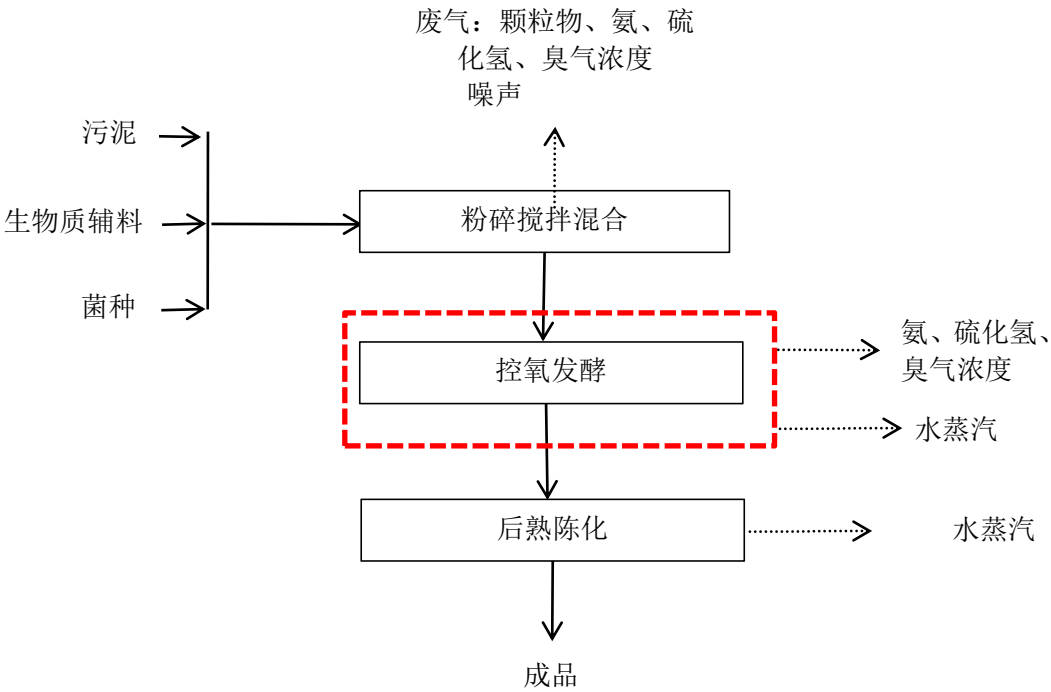 废气：颗粒物、氨、硫
化氢、臭气浓度
噪声
污泥
生物质辅料
粉碎搅拌混合
菌种
氨、硫化氢、
臭气浓度
控氧发酵
水蒸汽
后熟陈化
水蒸汽
成品